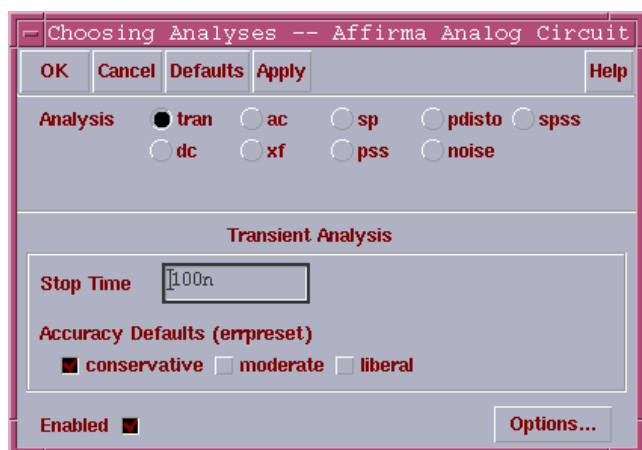 Choosing Analyses -- Affirma Analog Circuit
OK Cancel Defaults Apply Help
Analysis tran ac sp pdisto spss
dc xf pss noise
Transient Analysis
Stop Time 100n
Accuracy Defaults (errpreset)
conservative moderate liberal
Enabled Options...